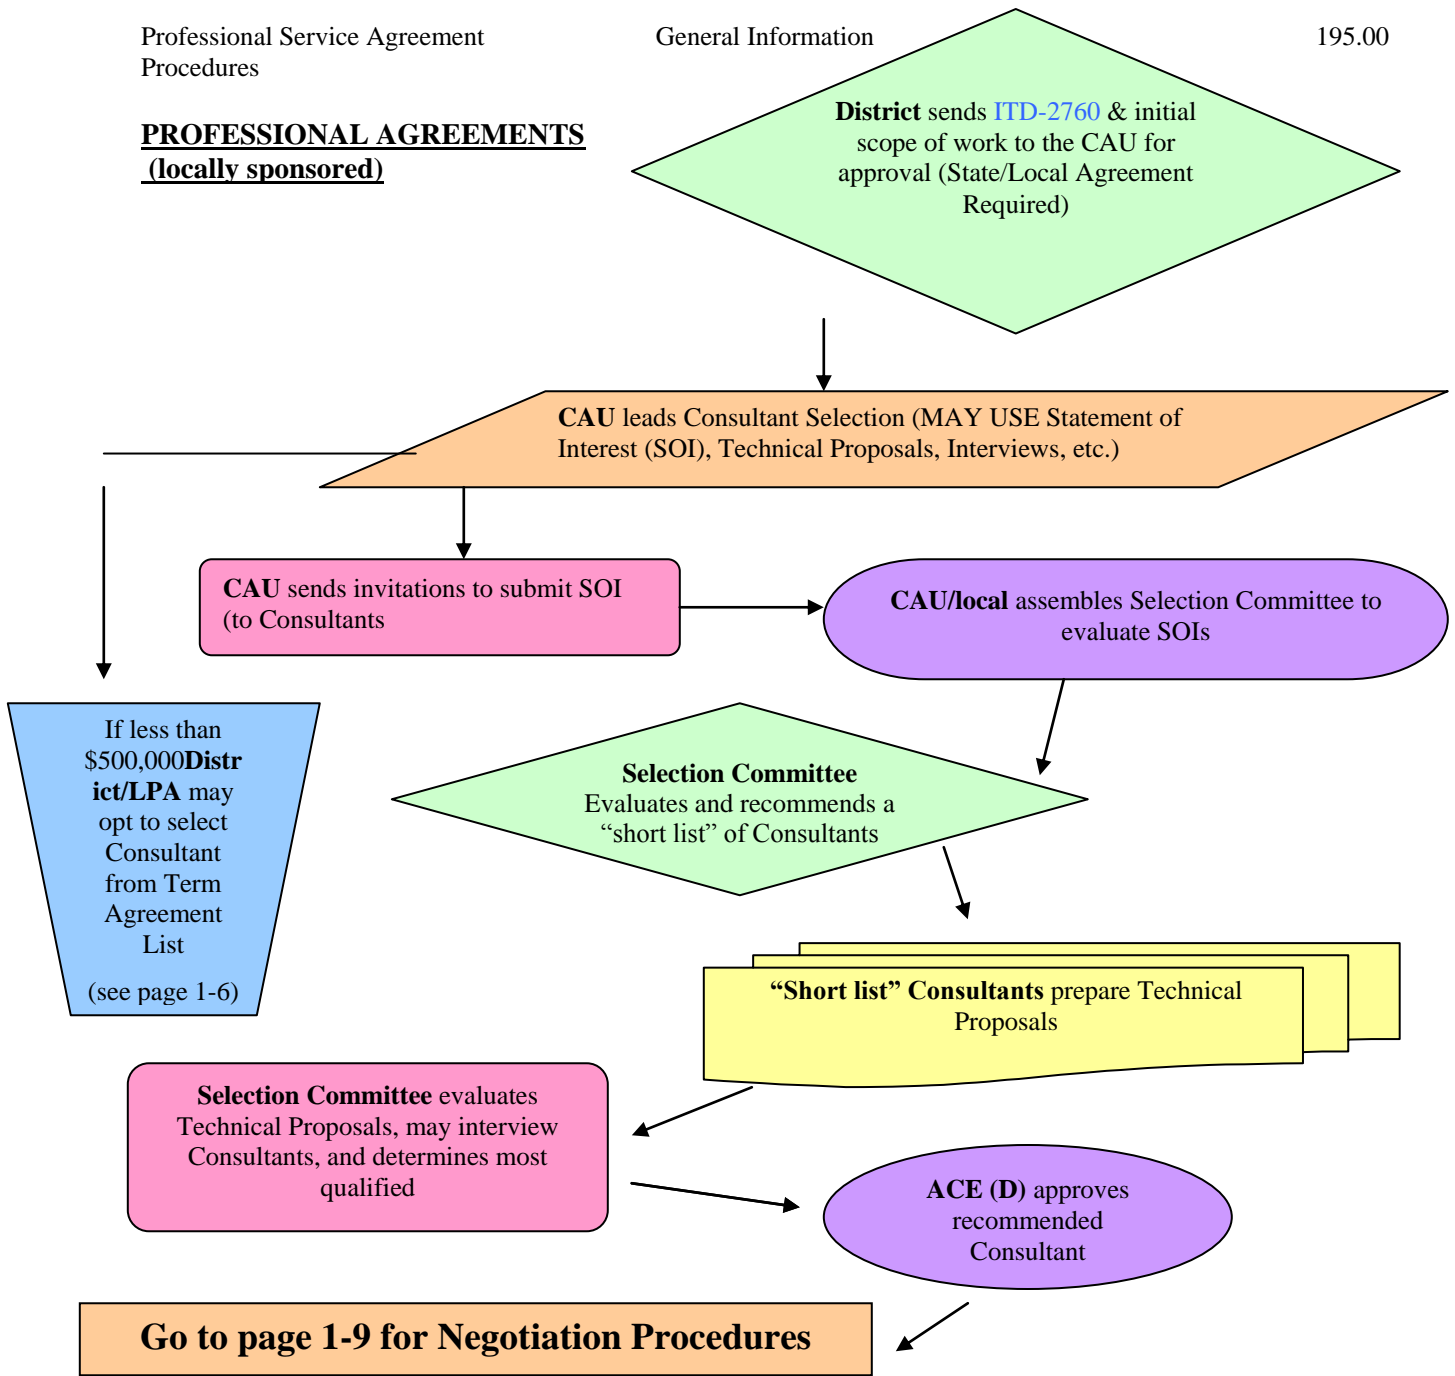 Professional Service Agreement General Information 195.00
Procedures
PROFESSIONAL AGREEMENTS
(locally sponsored)
District sends ITD-2760 & initial
scope of work to the CAU for
approval (State/Local Agreement
Required)
CAU leads Consultant Selection (MAY USE Statement of
Interest (SOI), Technical Proposals, Interviews, etc.)
CAU sends invitations to submit SOI
(to Consultants
CAU/local assembles Selection Committee to
evaluate SOIs
If less than
$500,000Distr
ict/LPA may
opt to select
Consultant
from Term
Agreement
List
(see page 1-6)
Selection Committee
Evaluates and recommends a
“short list” of Consultants
“Short list” Consultants prepare Technical
Proposals
Selection Committee evaluates
Technical Proposals, may interview
Consultants, and determines most
qualified
ACE (D) approves
recommended
Consultant
Go to page 1-9 for Negotiation Procedures